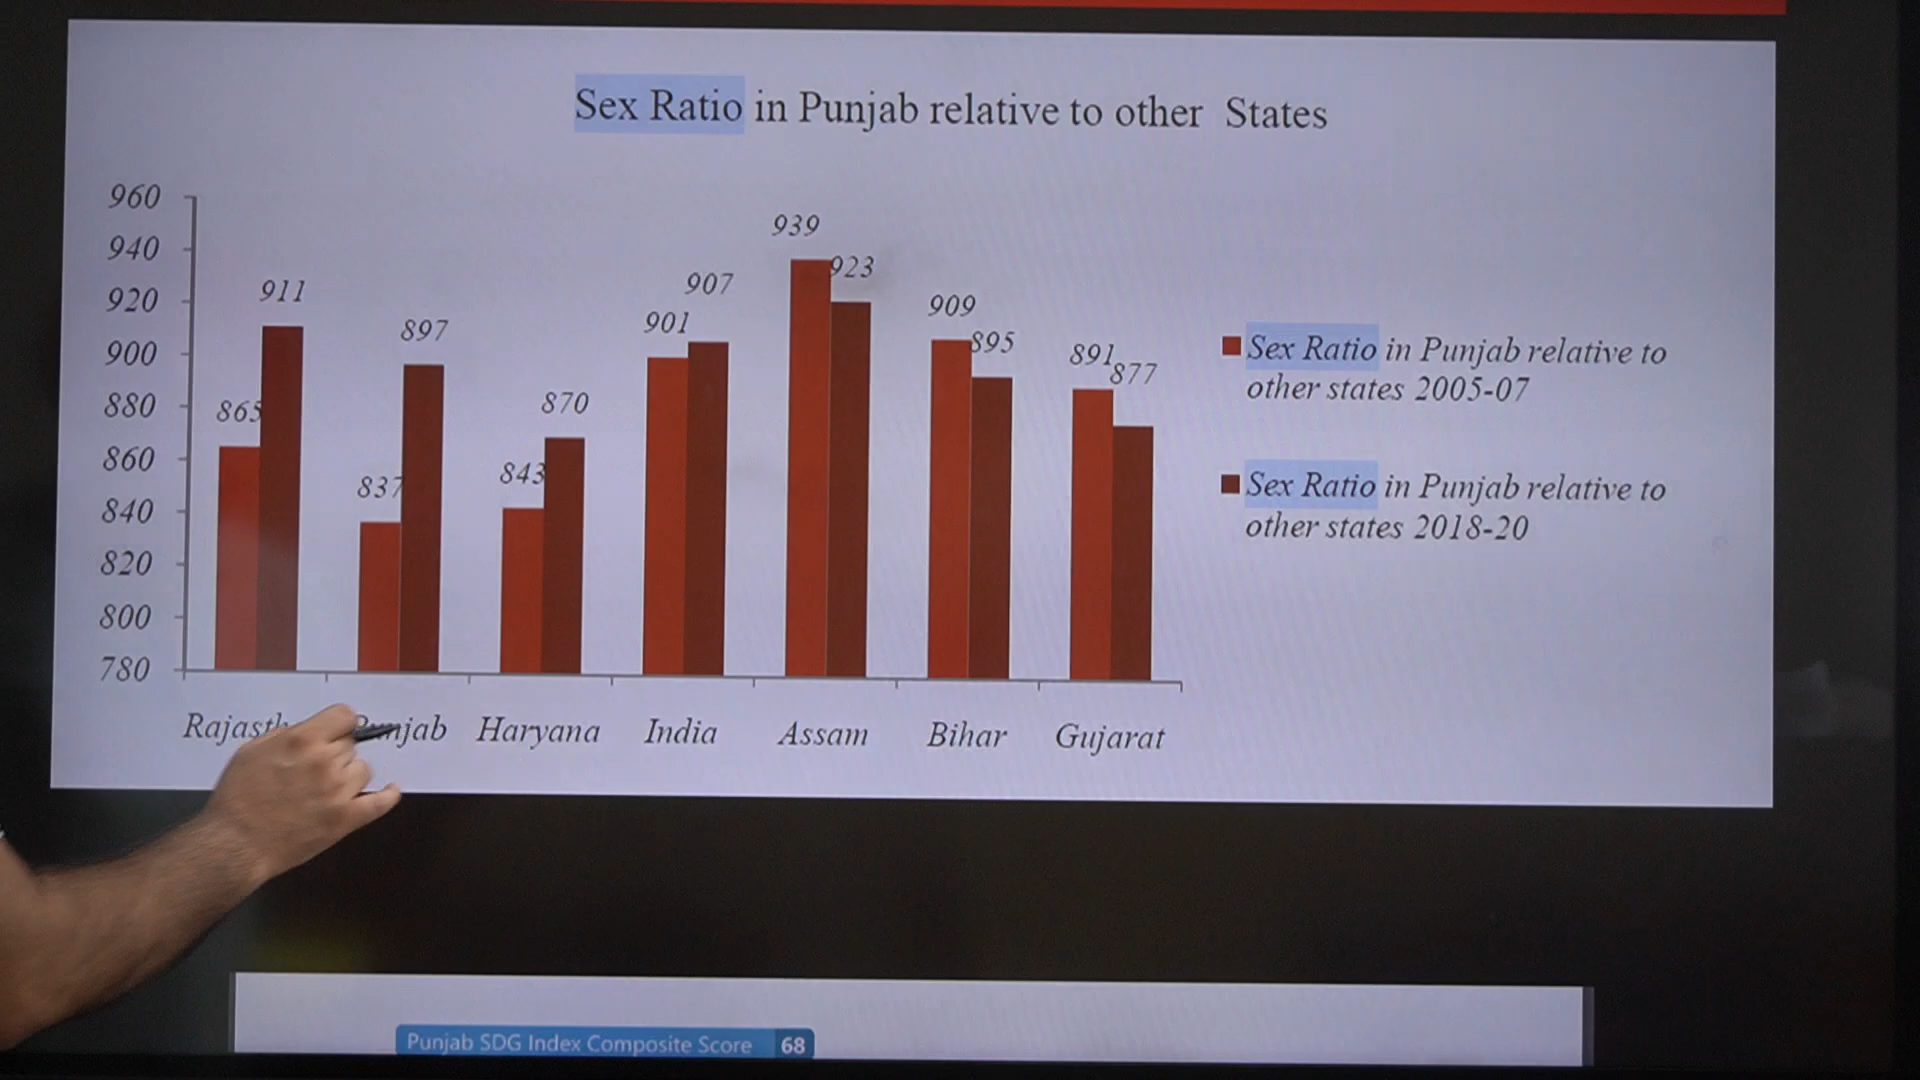 Sex Ratio in Punjab relative to other States
960
940
920
900
880
860
840
820
800
780
865
911
837
897
843
870
901
907
939
923
909
895
891
877
Punjab
Haryana
India
Assam
Bihar
Gujarat
Sex Ratio in Punjab relative to
other states 2005-07
Sex Ratio in Punjab relative to
other states 2018-20
Punjab SDG Index Composite Score 68